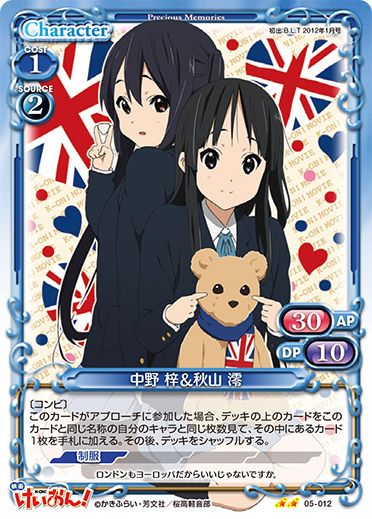 Precious Memories
Character
初出:B.L.T 2012年1月号
COST
1
SOURCE
2
K-ON! MOVIE
30 AP
DP 10
中野 梓&秋山 澪
[コンビ]
このカードがアプローチに参加した場合、デッキの上のカードをこの
カードと同じ名称の自分のキャラと同じ枚数見て、その中にあるカード
1枚を手札に加える。その後、デッキをシャッフルする。
制服
ロンドンもヨーロッパだからいいじゃないですか。
映画
けいおん!
K-ON!
©かきふらい・芳文社/桜高軽音部
05-012